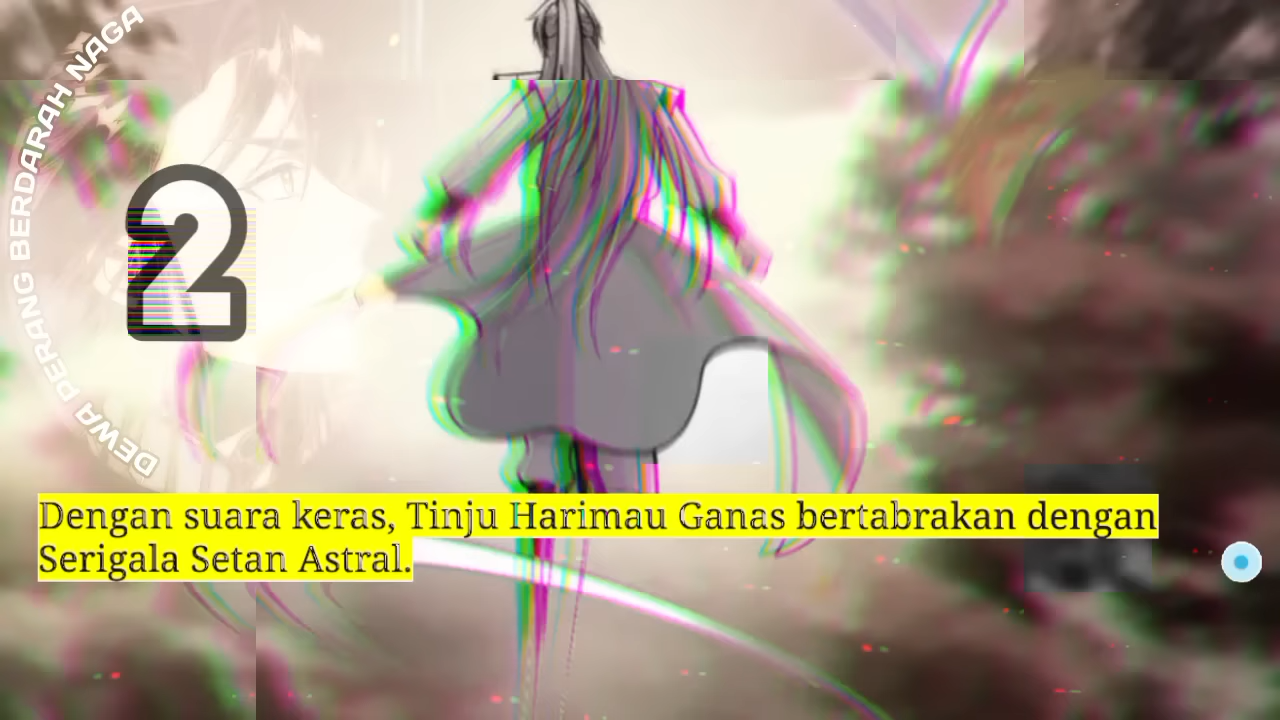 DEWA PERANG BERDARAH NAGA
2
Dengan suara keras, Tinju Harimau Ganas bertabrakan dengan
Serigala Setan Astral.